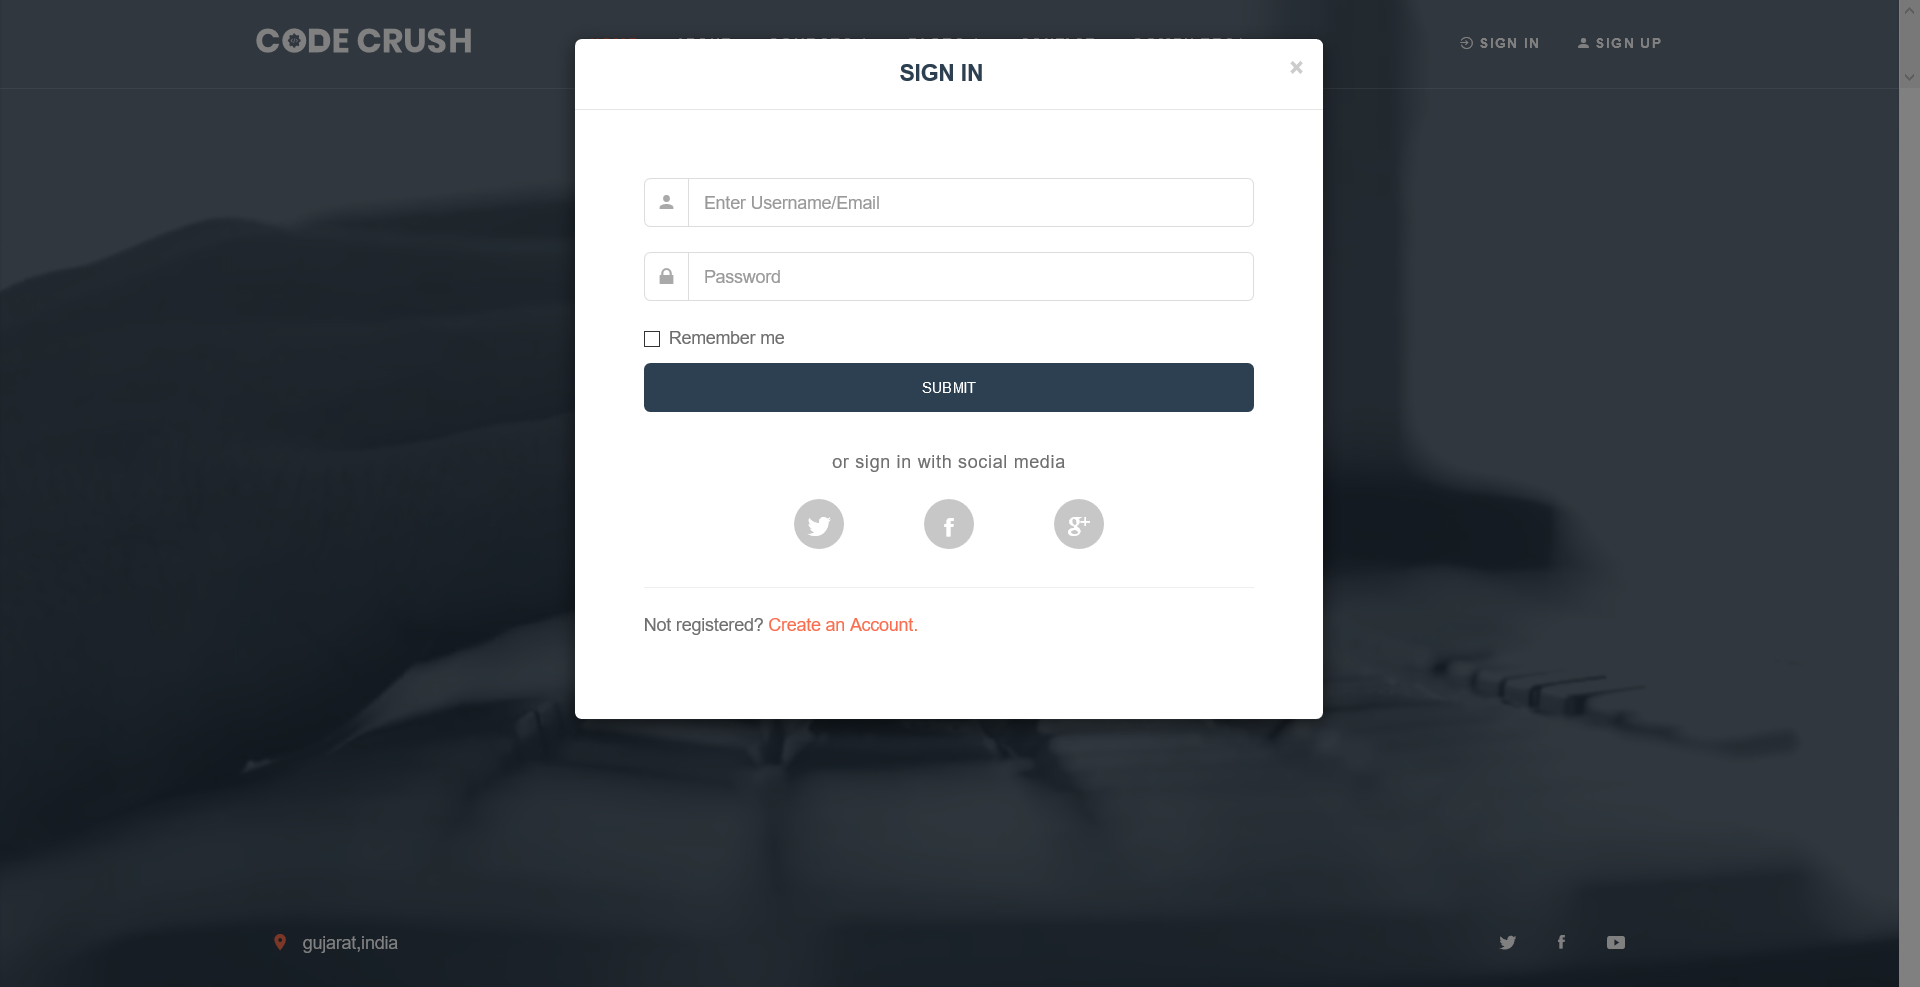 CODE CRUSH
SIGN IN
SIGN UP
SIGN IN
×
Enter Username/Email
Password
Remember me
SUBMIT
or sign in with social media
Not registered? Create an Account.
gujarat,india